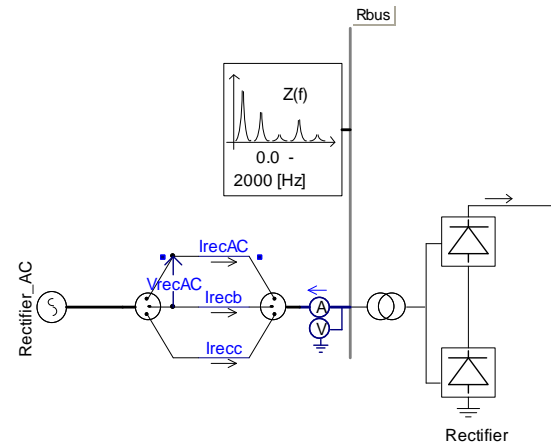 Rbus
Z(f)
0.0 -
2000 [Hz]
Rectifier_AC
IrecAC
VrecAC
Irecb
Irecc
A
V
Rectifier